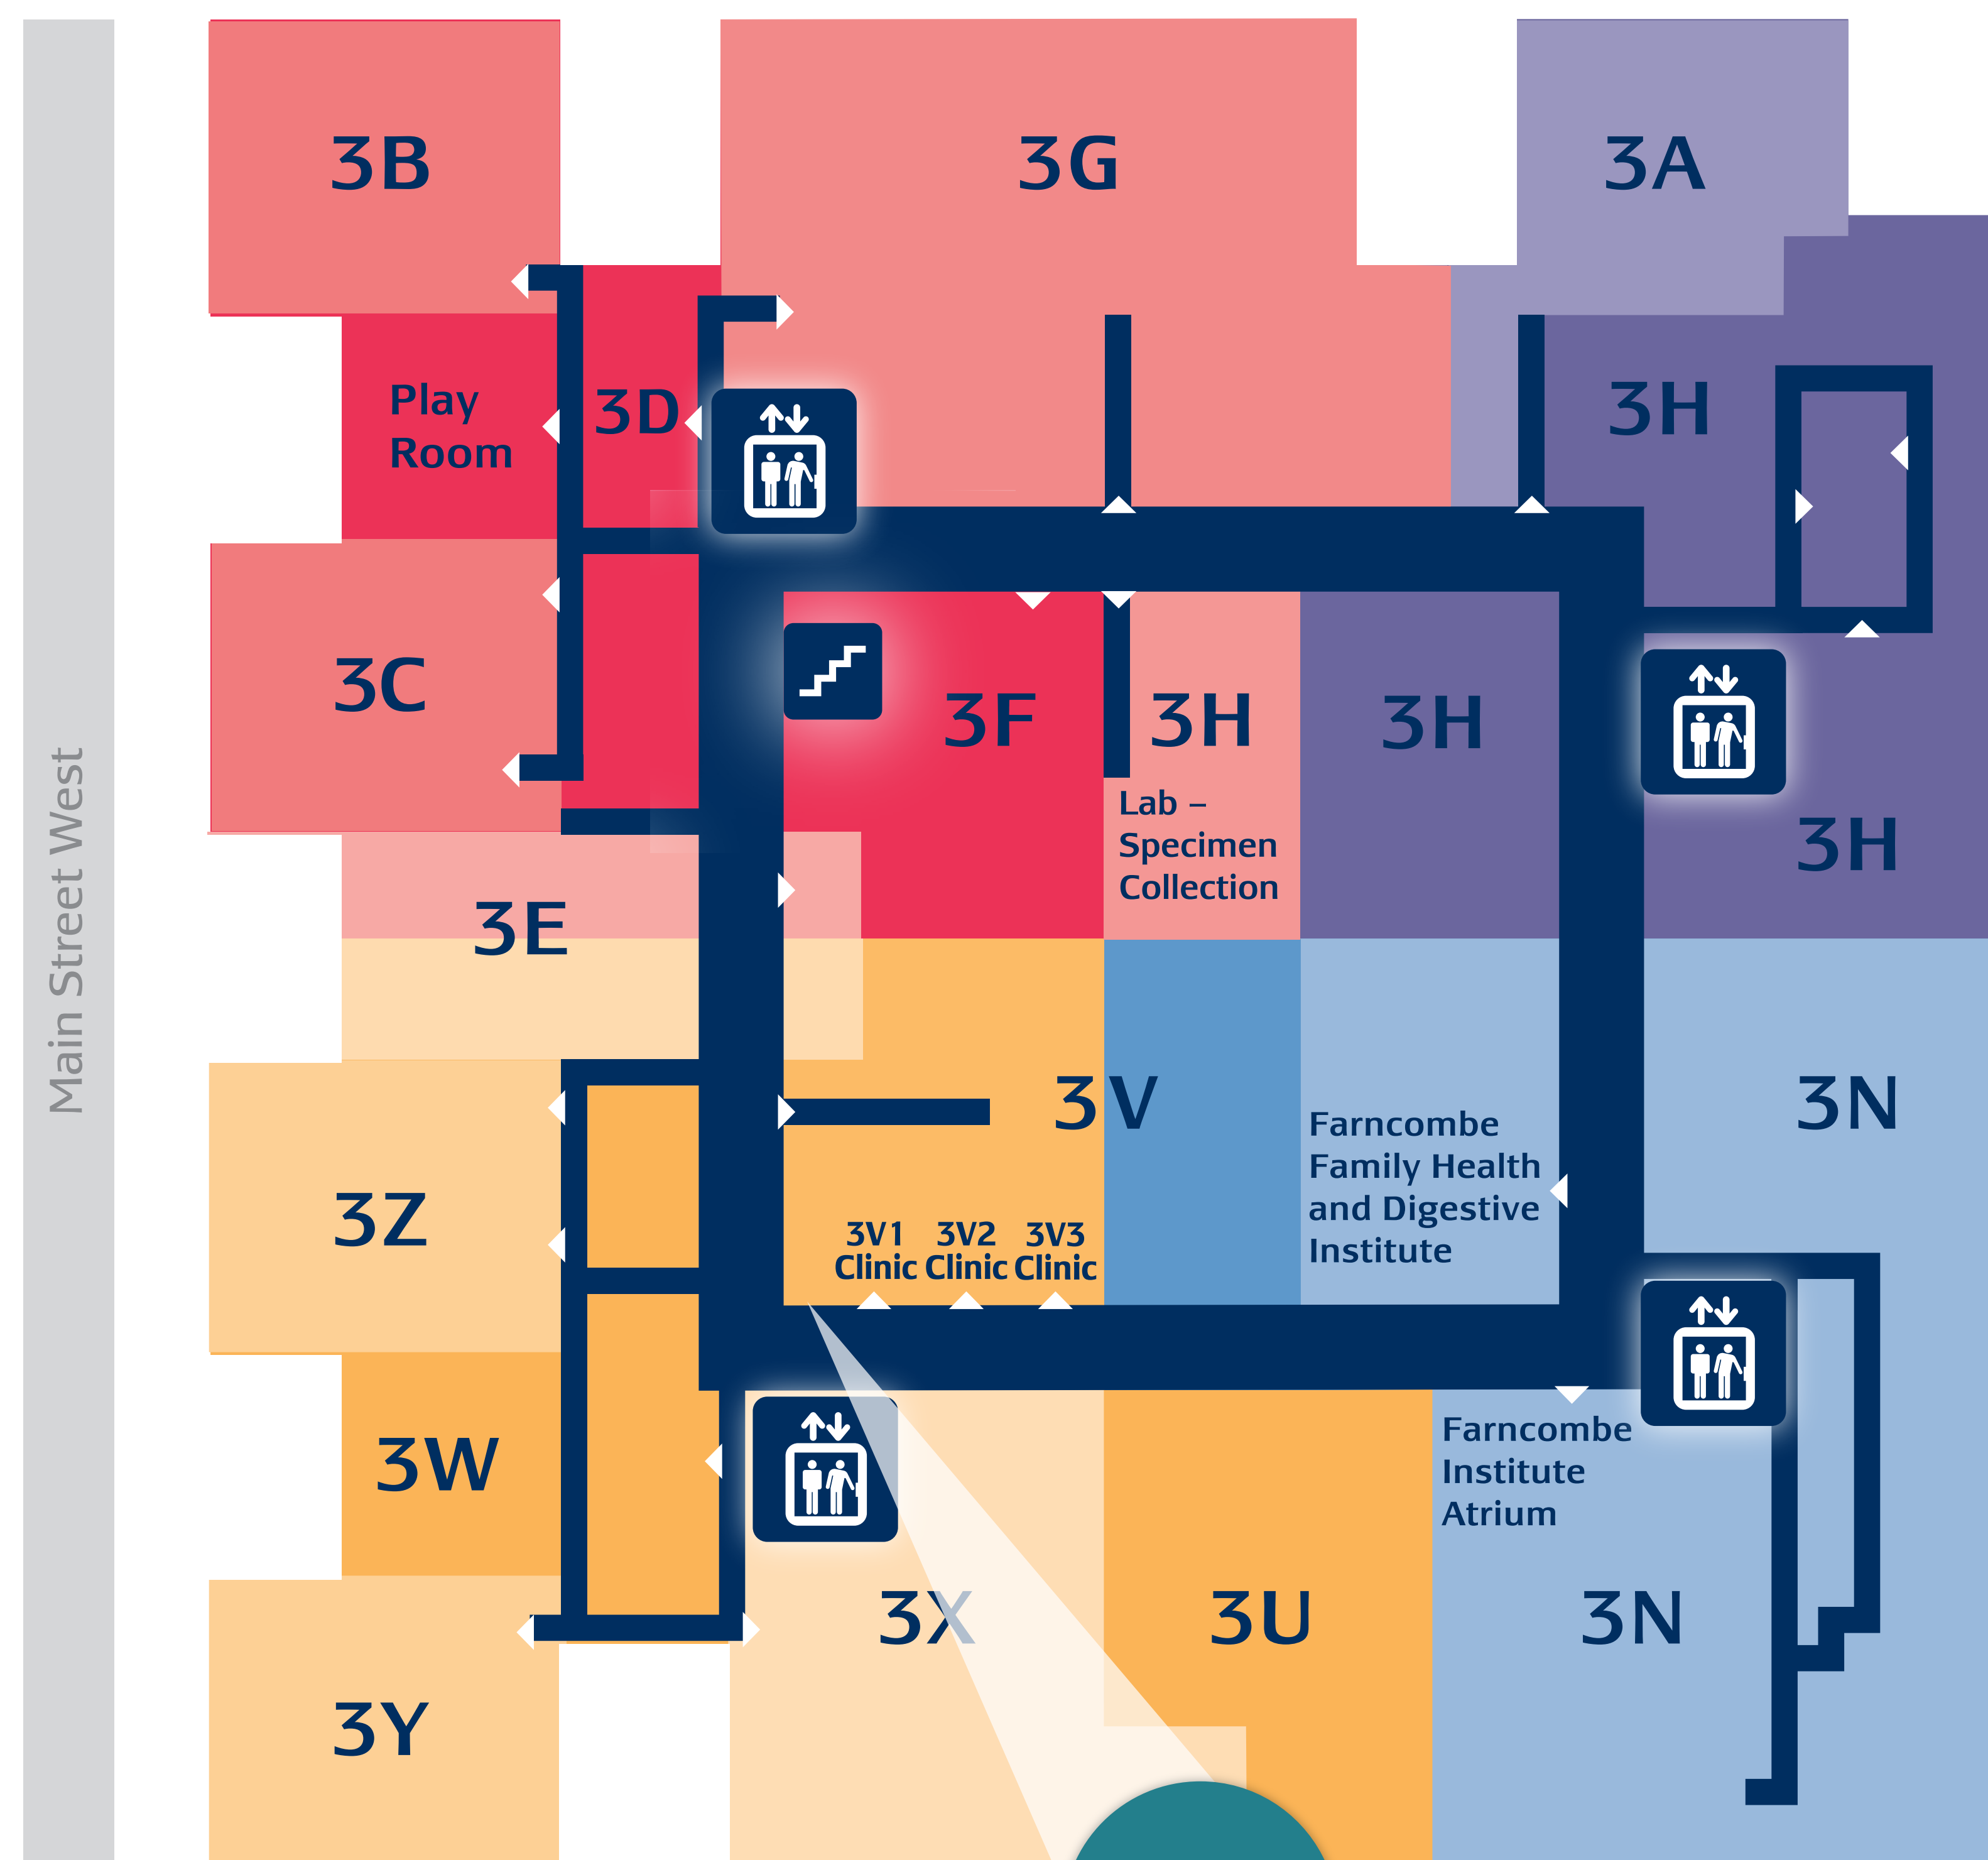 3B
3G
3A
Play
Room
3D
3H
3C
3F
3H
3H
Lab –
Specimen
Collection
3H
3E
Main Street West
3V
3N
Farncombe
Family Health
and Digestive
Institute
3Z
3V1
Clinic
3V2
Clinic
3V3
Clinic
3W
Farncombe
Institute
Atrium
3X
3U
3N
3Y